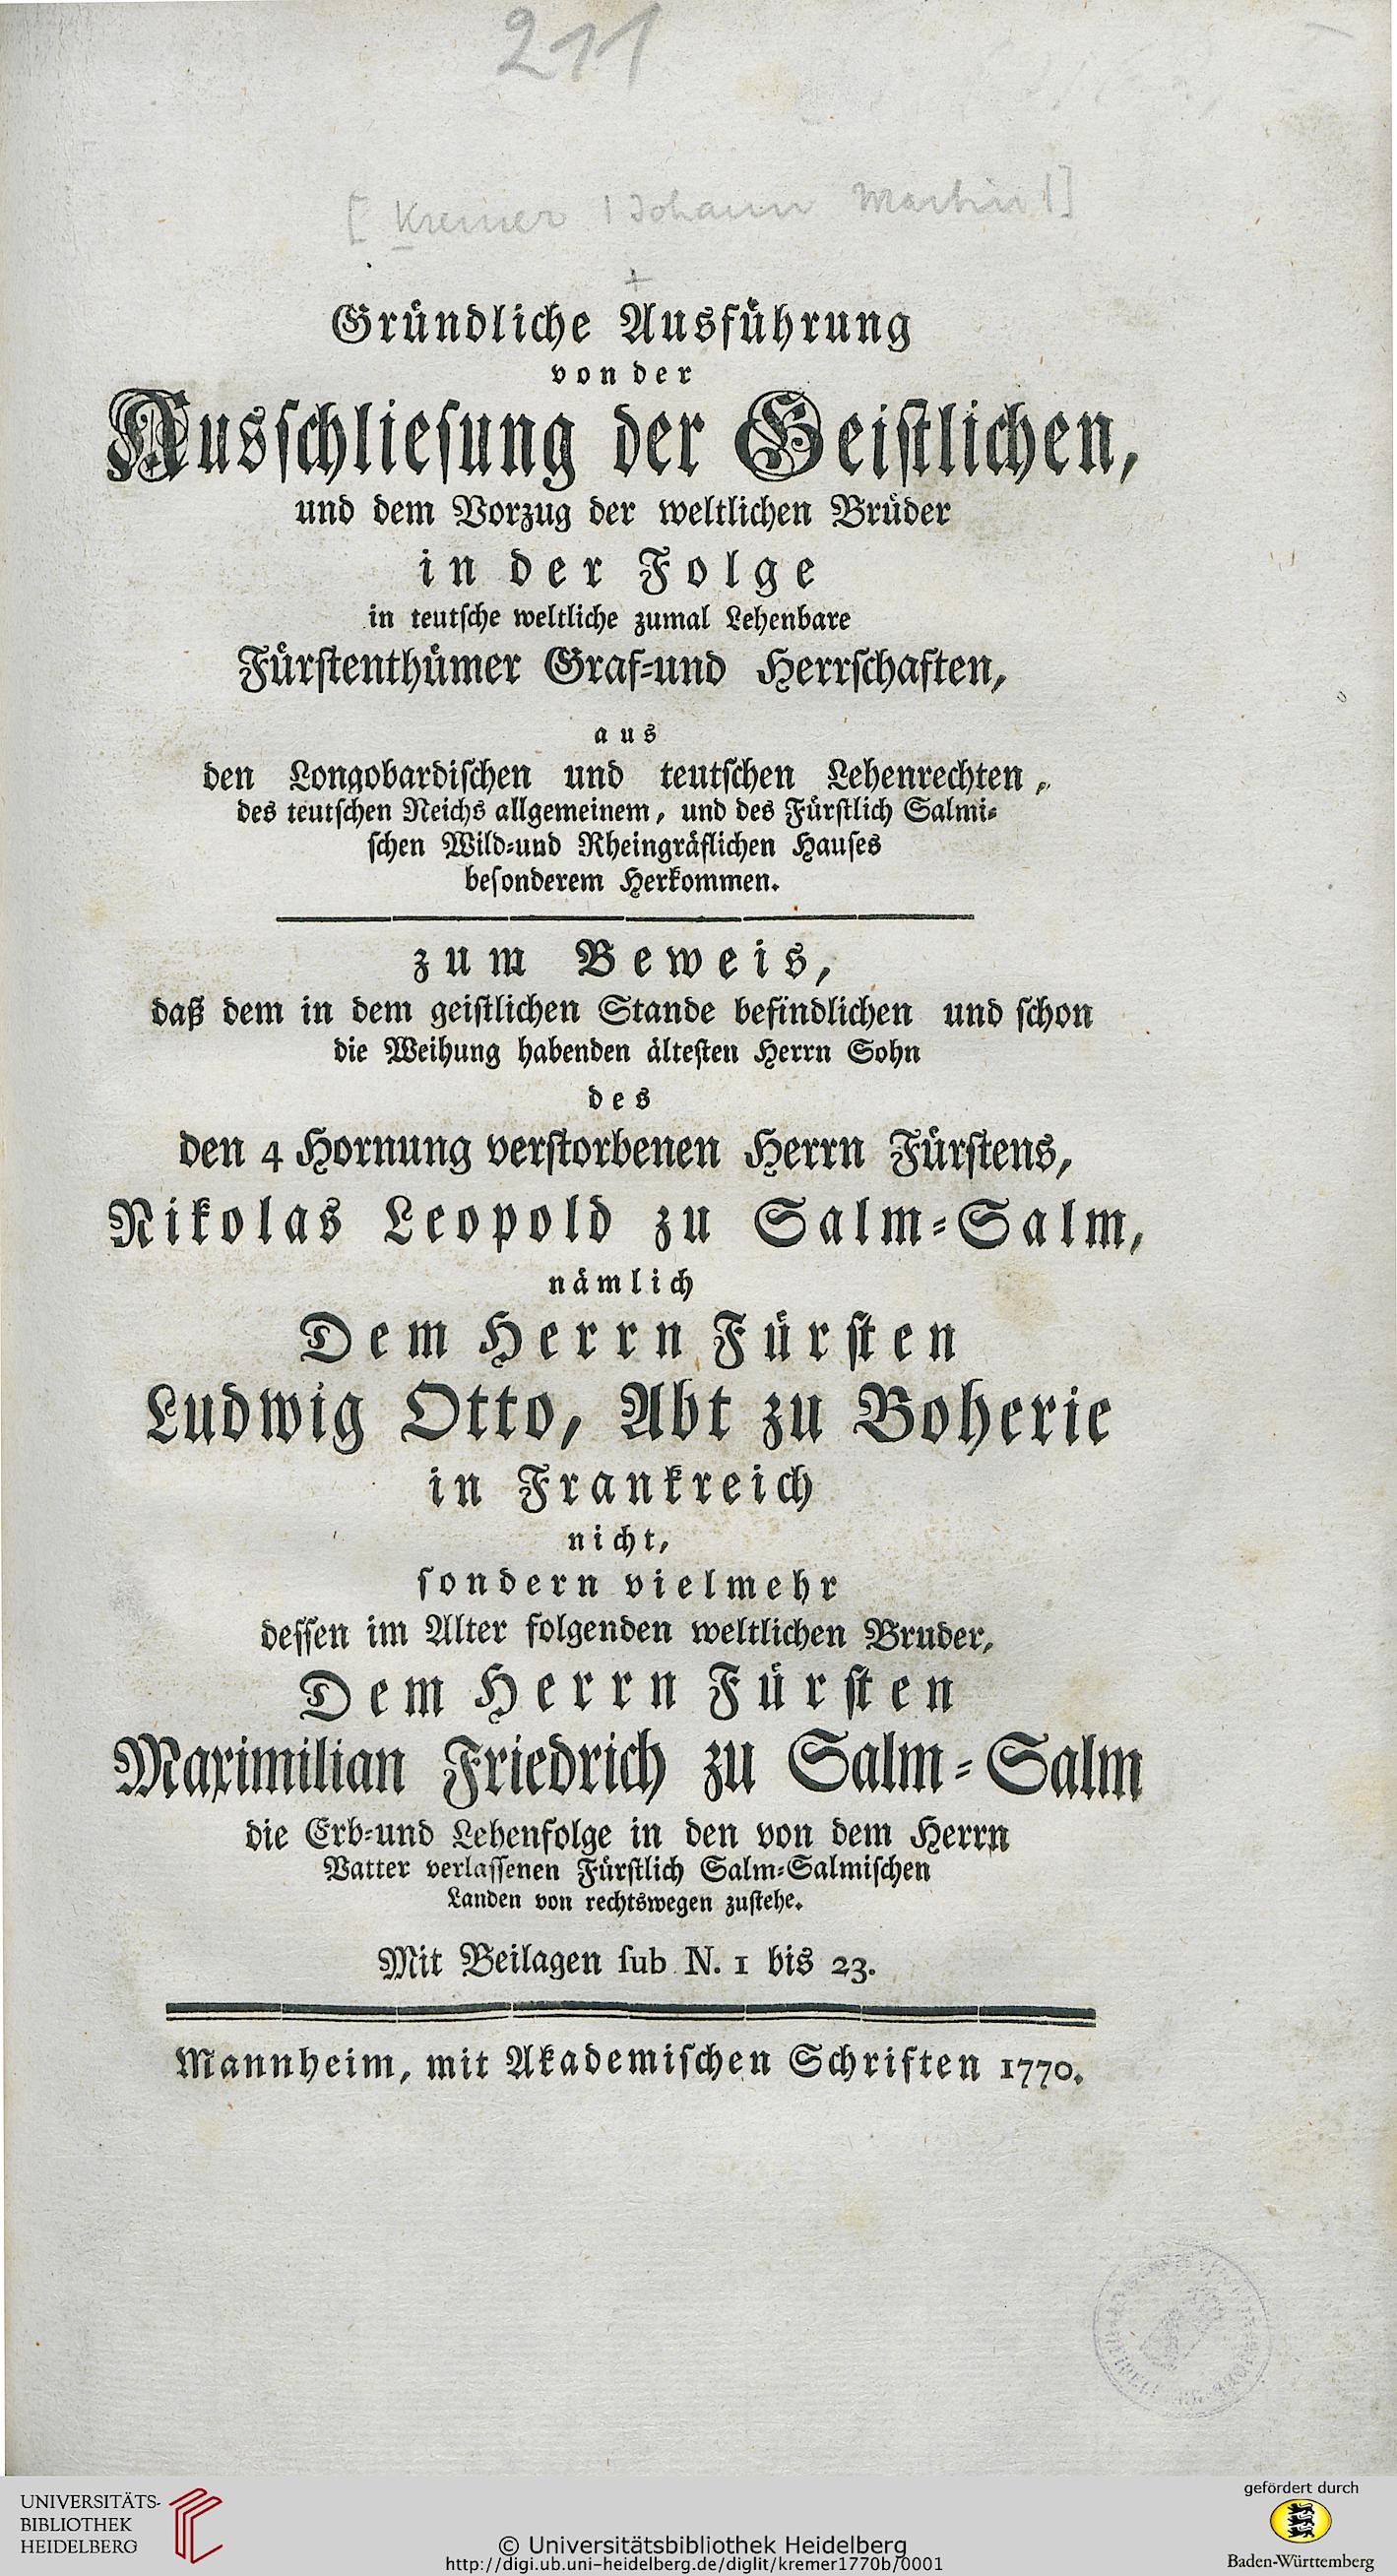 211
[ Kremer | Johann Martin | ]
Gründliche Ausführung
von der
Ausschliesung der Geistlichen,
und dem Vorzug der weltlichen Brüder
in der Folge
in teutsche weltliche zumal Lehenbare
Fürstenthümer Graf-und Herrschaften,
aus
den Longobardischen und teutschen Lehenrechten,
des teutschen Reichs allgemeinem, und des Fürstlich Salmi-
schen Wild-und Rheingräflichen Hauses
besonderem Herkommen.
zum Beweis,
daß dem in dem geistlichen Stande befindlichen und schon
die Weihung habenden ältesten Herrn Sohn
des
den 4 Hornung verstorbenen Herrn Fürstens,
Nikolas Leopold zu Salm-Salm,
nämlich
Dem Herrn Fürsten
Ludwig Otto, Abt zu Boherie
in Frankreich
nicht,
sondern vielmehr
dessen im Alter folgenden weltlichen Bruder,
Dem Herrn Fürsten
Maximilian Friedrich zu Salm-Salm
die Erb-und Lehenfolge in den von dem Herrn
Vatter verlassenen Fürstlich Salm-Salmischen
Landen von rechtswegen zustehe.
Mit Beilagen sub N. 1 bis 23.
Mannheim, mit Akademischen Schriften 1770.
UNIVERSITÄTS-
BIBLIOTHEK
HEIDELBERG
© Universitätsbibliothek Heidelberg
http://digi.ub.uni-heidelberg.de/diglit/kremer1770b/0001
gefördert durch
Baden-Württemberg